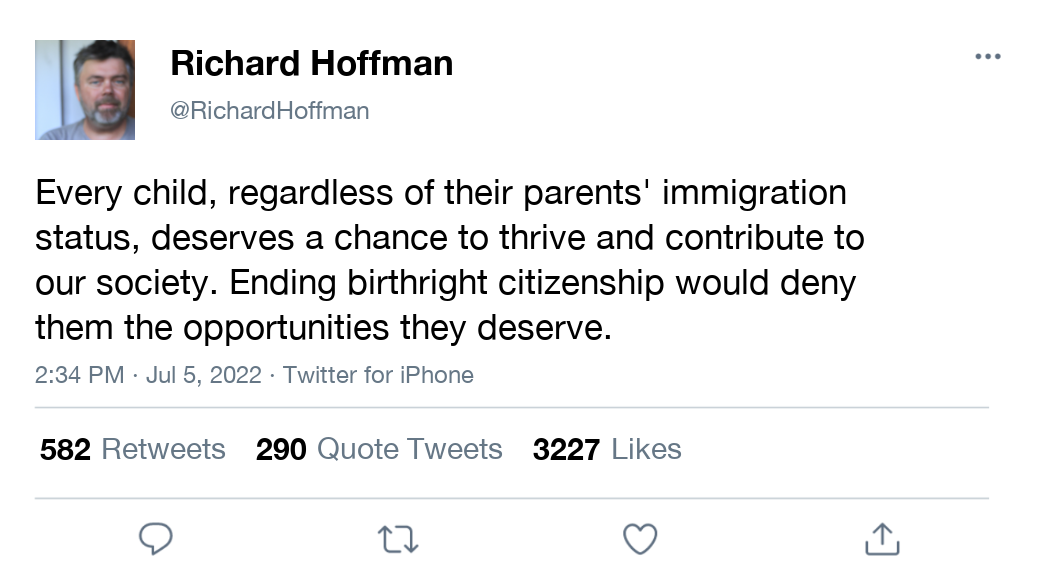 Richard Hoffman
@RichardHoffman
Every child, regardless of their parents' immigration
status, deserves a chance to thrive and contribute to
our society. Ending birthright citizenship would deny
them the opportunities they deserve.
2:34 PM · Jul 5, 2022 · Twitter for iPhone
582 Retweets 290 Quote Tweets 3227 Likes